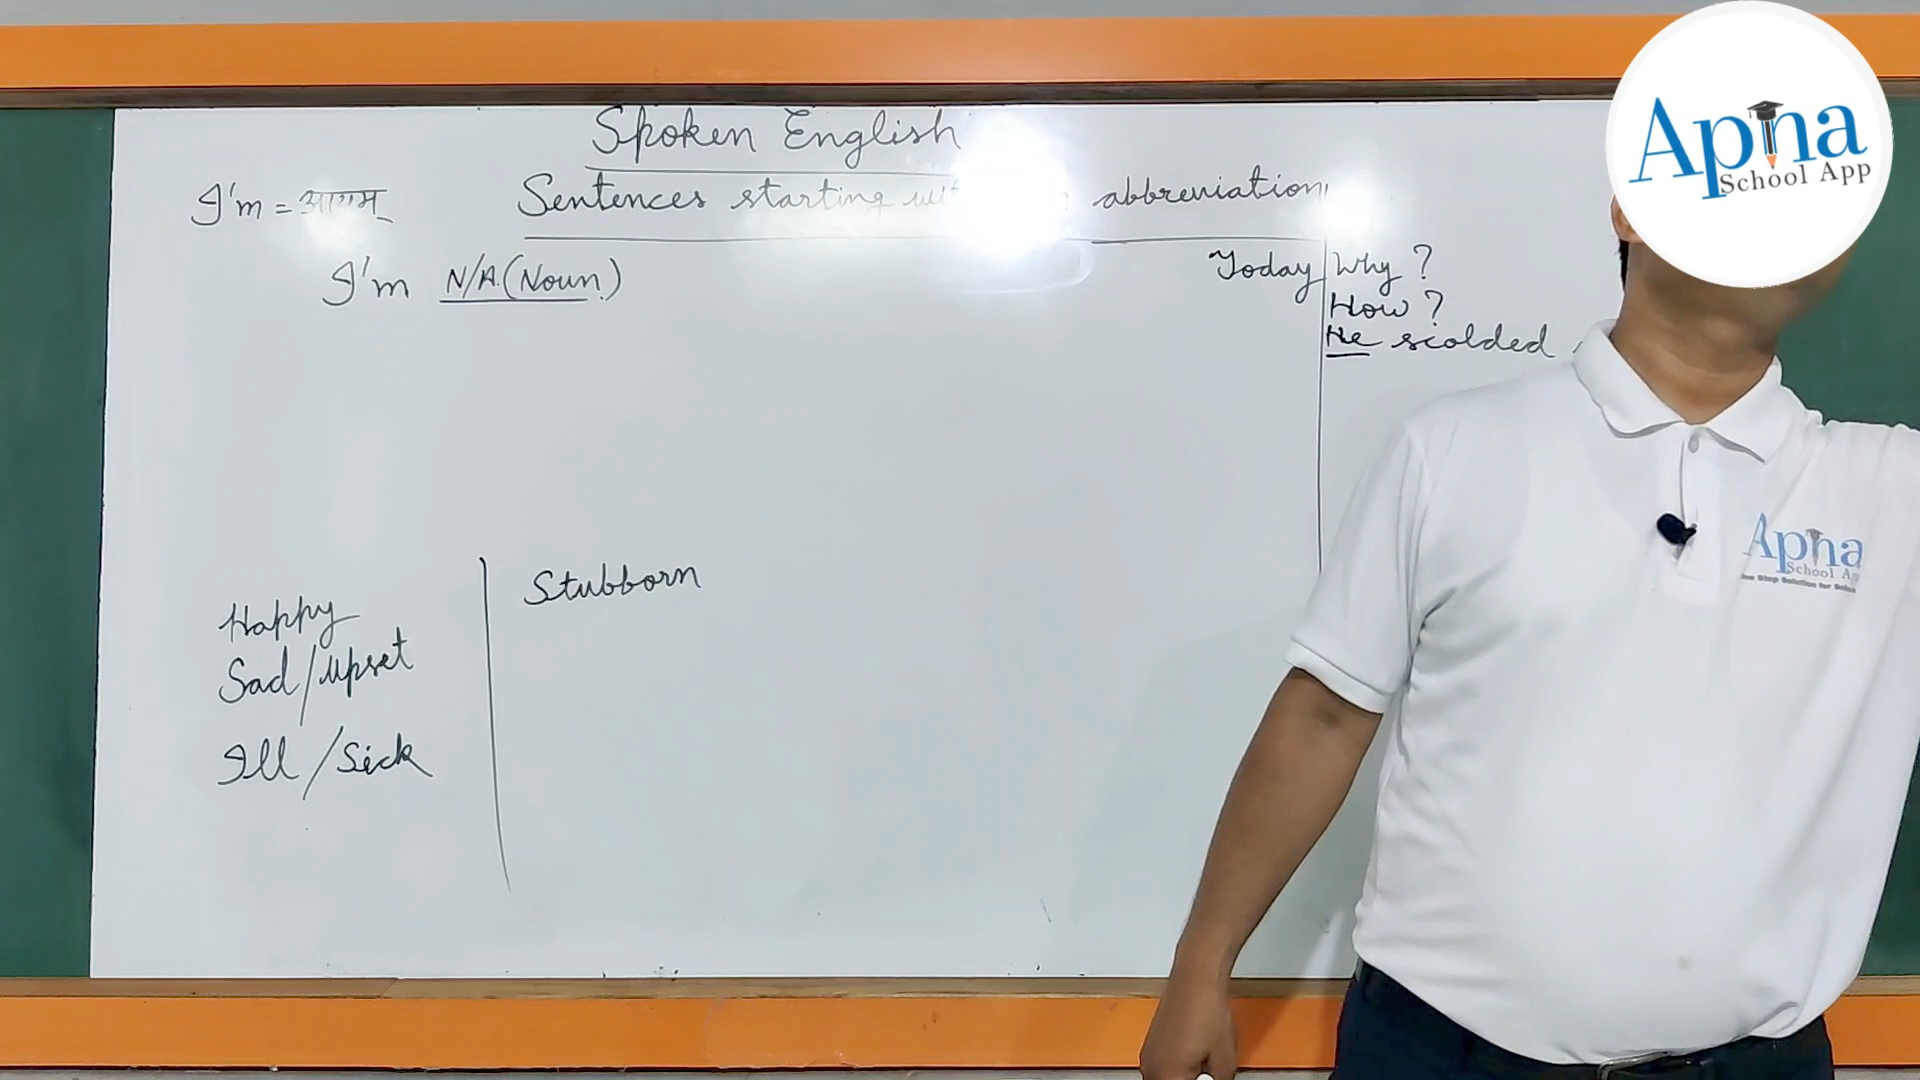 Spoken English
Sentences starting abbreviation
I'm = आयम्
I'm N/A.(Noun.)
Today
Why ?
How ?
He scolded
Happy
Sad/Upset
Ill/Sick
Stubborn
Apna
School App
Apna
School A